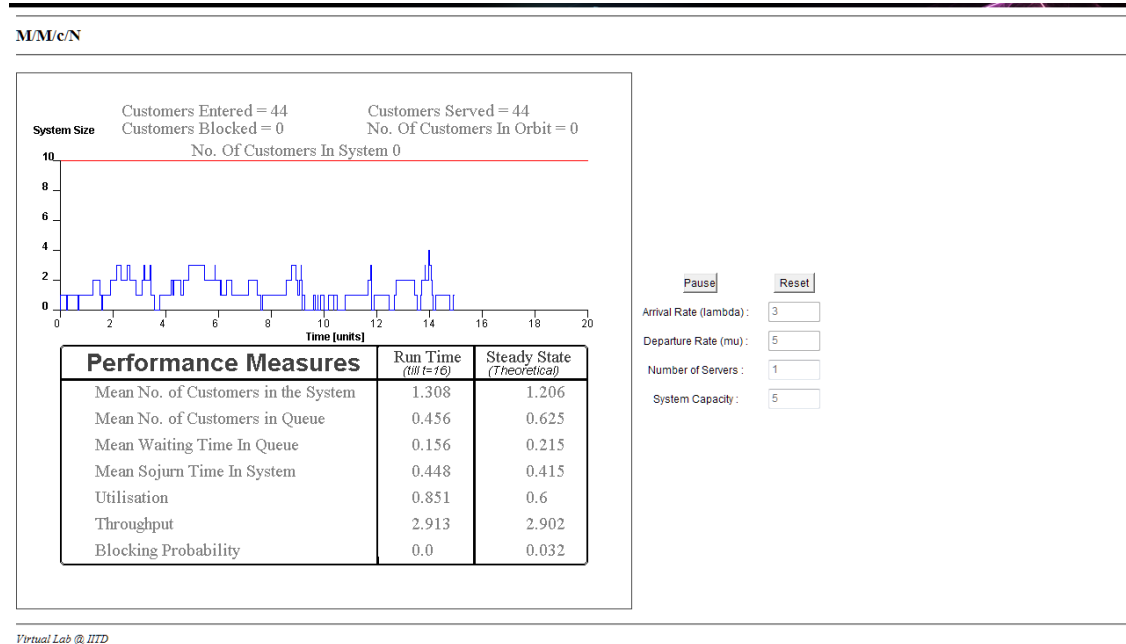 M/M/c/N
Customers Entered = 44 Customers Served = 44
System Size Customers Blocked = 0 No. Of Customers In Orbit = 0
No. Of Customers In System 0
10
8
6
4
2
0
0 2 4 6 8 10 12 14 16 18 20
Time [units]
Pause Reset
Arrival Rate (lambda) : 3
Departure Rate (mu) : 5
Number of Servers : 1
System Capacity : 5
Performance Measures Run Time (till t=16) Steady State (Theoretical)
Mean No. of Customers in the System 1.308 1.206
Mean No. of Customers in Queue 0.456 0.625
Mean Waiting Time In Queue 0.156 0.215
Mean Sojurn Time In System 0.448 0.415
Utilisation 0.851 0.6
Throughput 2.913 2.902
Blocking Probability 0.0 0.032
Virtual Lab @ IITD